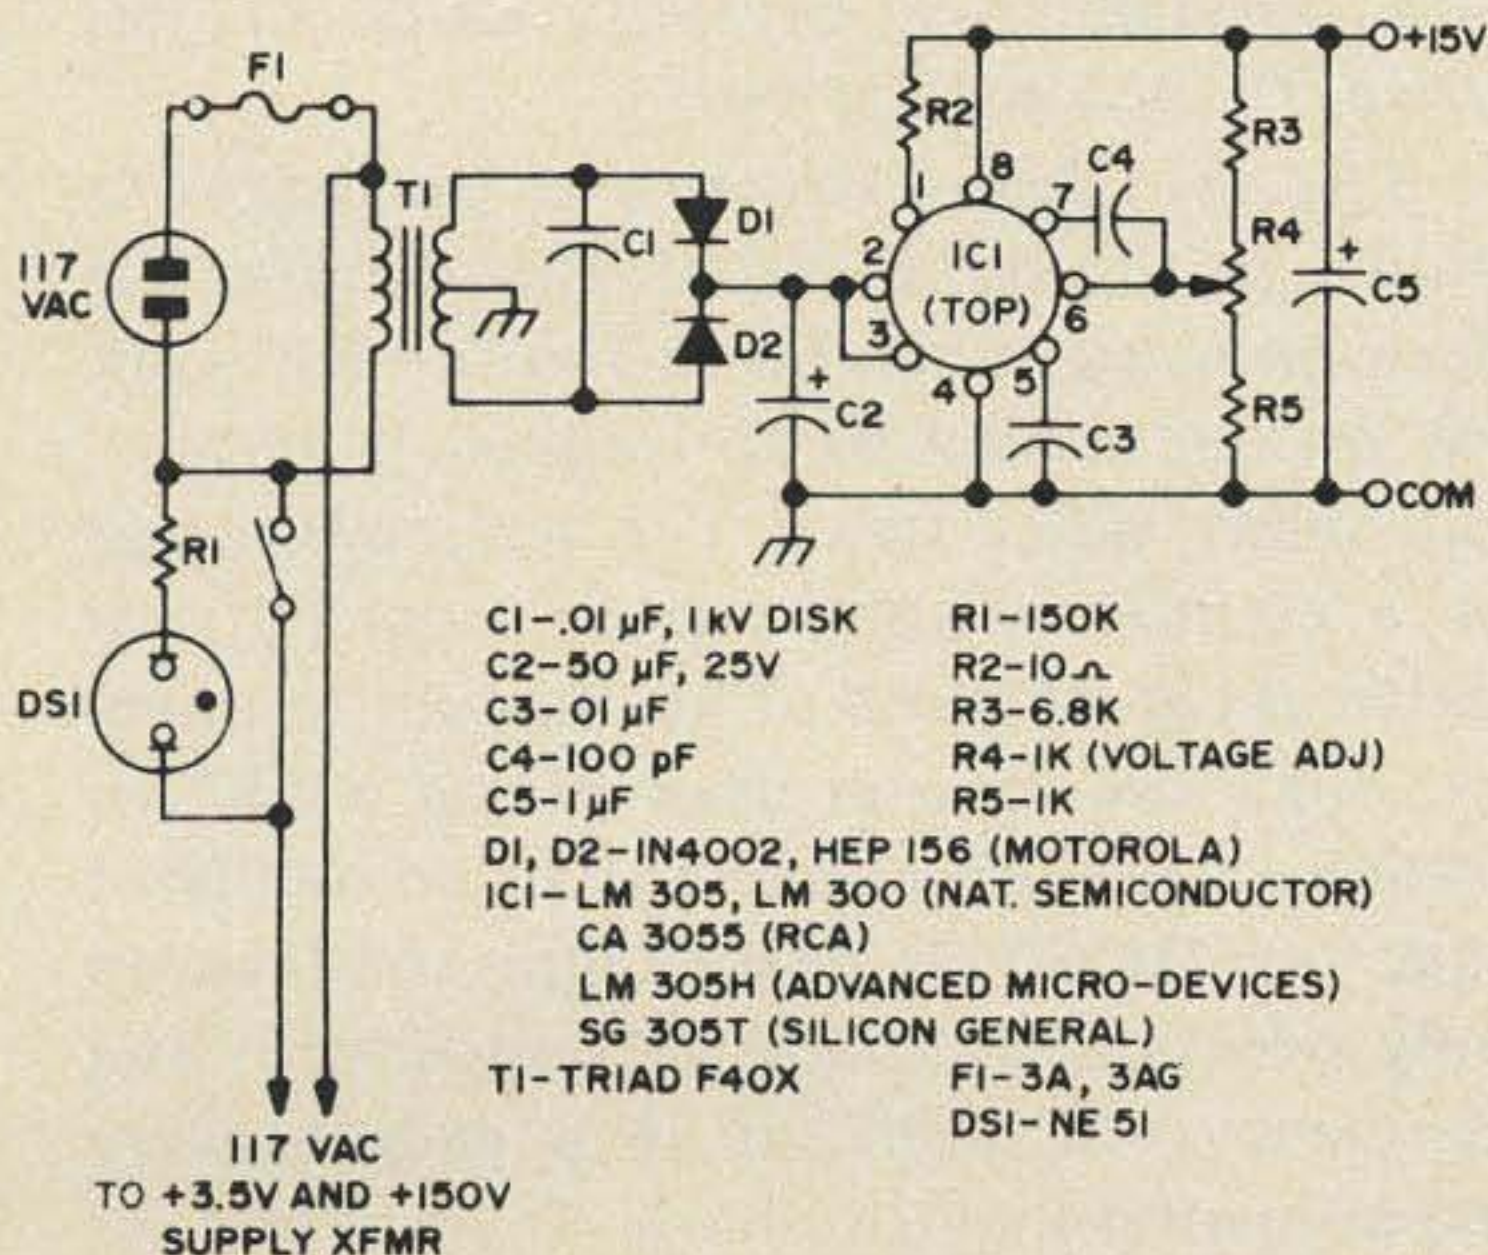 F1
+15V
R2
R3
C4
8
1
7
T1
117
VAC
C1
D1
2
IC1
(TOP)
R4
+
C5
D2
3
6
4
5
+
C2
C3
R5
COM
R1
DS1
C1-.01 µF, 1 kV DISK
R1-150K
C2-50 µF, 25V
R2-10Ω
C3-01 µF
R3-6.8K
C4-100 pF
R4-1K (VOLTAGE ADJ)
C5-1 µF
R5-1K
D1, D2-1N4002, HEP 156 (MOTOROLA)
IC1-LM 305, LM 300 (NAT. SEMICONDUCTOR)
CA 3055 (RCA)
LM 305H (ADVANCED MICRO-DEVICES)
SG 305T (SILICON GENERAL)
T1-TRIAD F40X
F1-3A, 3AG
DS1-NE 51
117 VAC
TO +3.5V AND +150V
SUPPLY XFMR